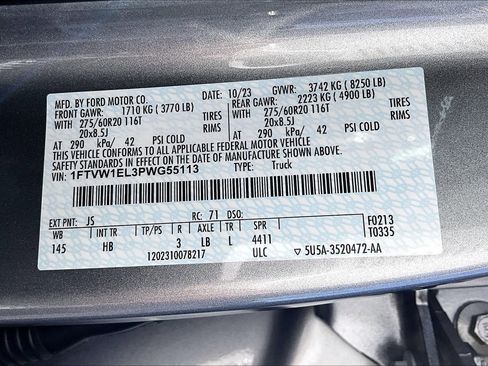 MFD. BY FORD MOTOR CO. 10/23 GVWR: 3742 KG ( 8250 LB)
FRONT GAWR: 1710 KG ( 3770 LB) REAR GAWR: 2223 KG ( 4900 LB)
WITH 275/60R20 116T TIRES WITH 275/60R20 116T TIRES
20x8.5J RIMS 20x8.5J RIMS
AT 290 kPa/ 42 PSI COLD AT 290 kPa/ 42 PSI COLD
THIS VEHICLE CONFORMS TO ALL APPLICABLE FEDERAL MOTOR VEHICLE
SAFETY STANDARDS IN EFFECT ON THE DATE OF MANUFACTURE SHOWN ABOVE.
VIN: 1FTVW1EL3PWG55113 TYPE: Truck
EXT PNT: JS RC: 71 DSO: F0213
WB INT TR TP/PS R AXLE TR SPR T0335
145 HB 3 LB L 4411
1202310078217 ULC 5U5A-3520472-AA